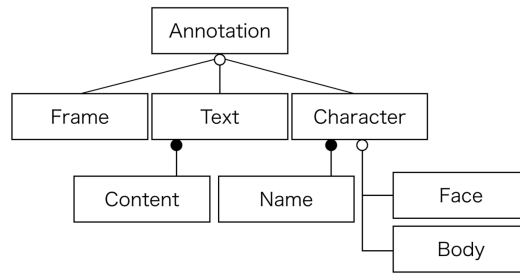 Annotation
Frame
Text
Character
Content
Name
Face
Body